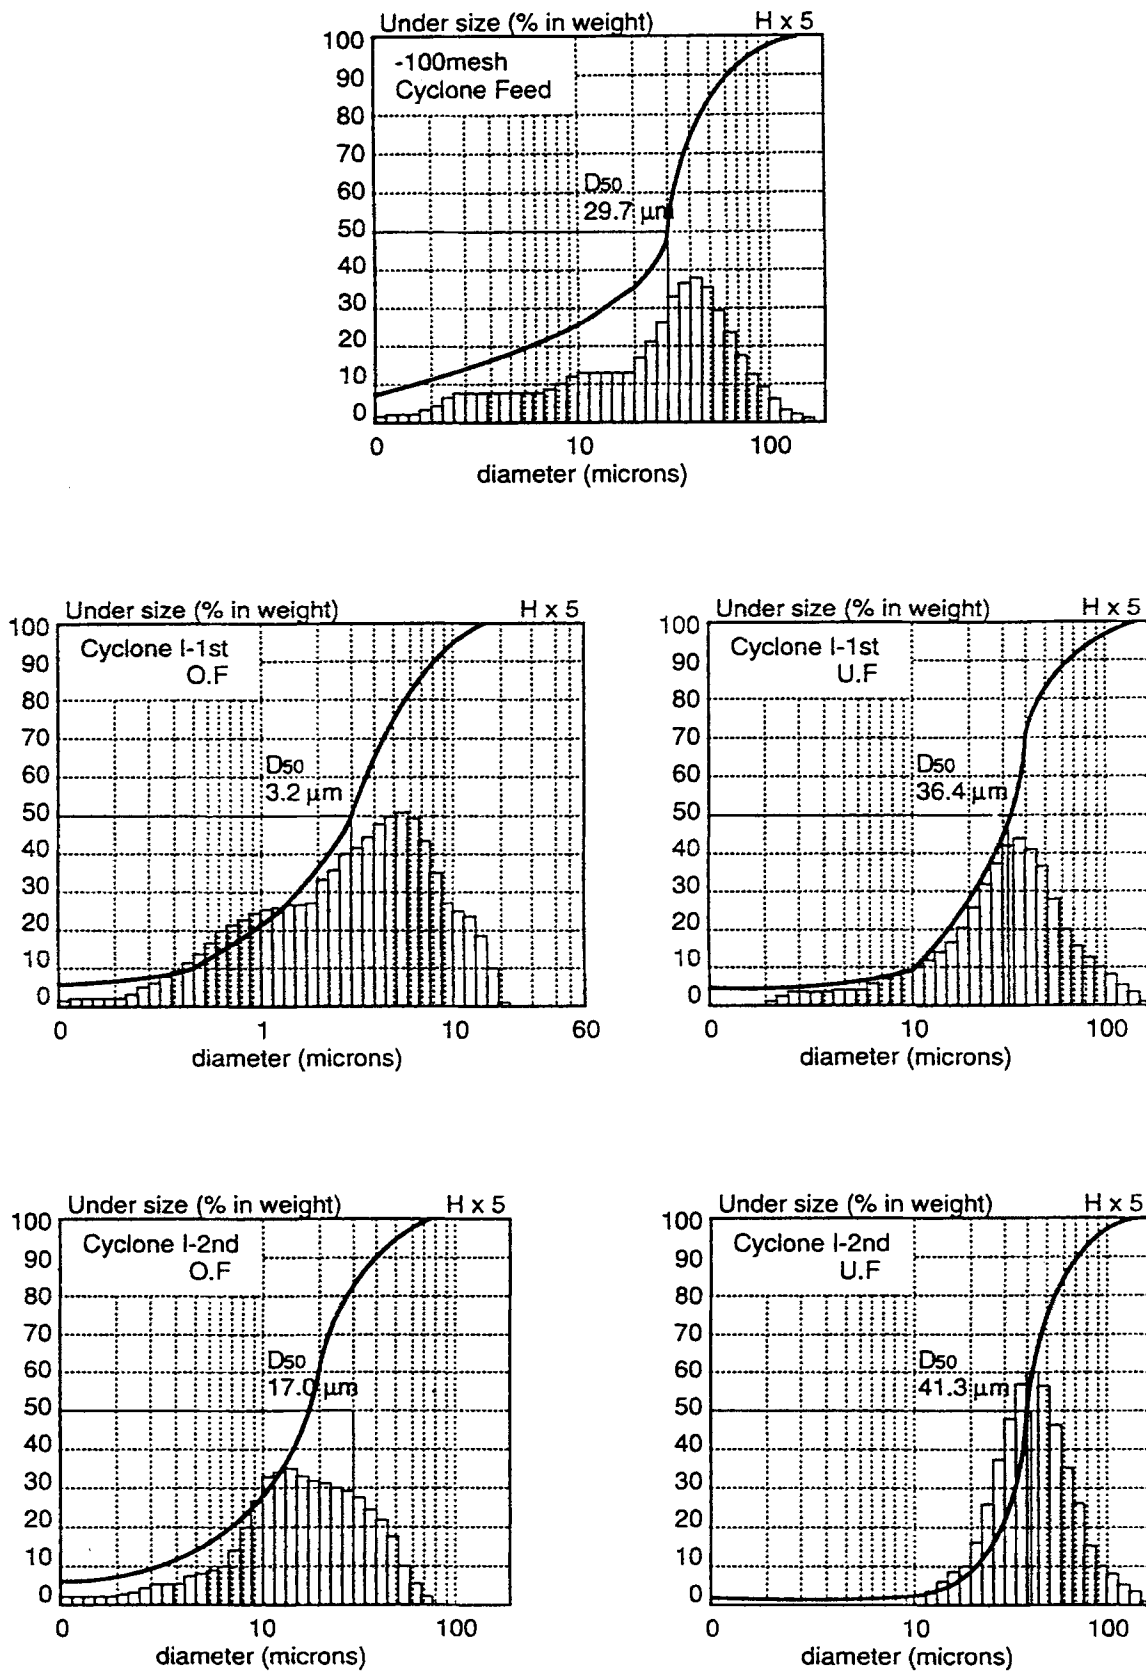 Under size (% in weight) H x 5
-100mesh
Cyclone Feed
100
90
80
70
60
50
40
30
20
10
0
D50
29.7 μm
0 10 100
diameter (microns)
Under size (% in weight) H x 5
Cyclone I-1st
O.F
100
90
80
70
60
50
40
30
20
10
0
D50
3.2 μm
0 1 10 60
diameter (microns)
Under size (% in weight) H x 5
Cyclone I-1st
U.F
100
90
80
70
60
50
40
30
20
10
0
D50
36.4 μm
0 10 100
diameter (microns)
Under size (% in weight) H x 5
Cyclone I-2nd
O.F
100
90
80
70
60
50
40
30
20
10
0
D50
17.0 μm
0 10 100
diameter (microns)
Under size (% in weight) H x 5
Cyclone I-2nd
U.F
100
90
80
70
60
50
40
30
20
10
0
D50
41.3 μm
0 10 100
diameter (microns)